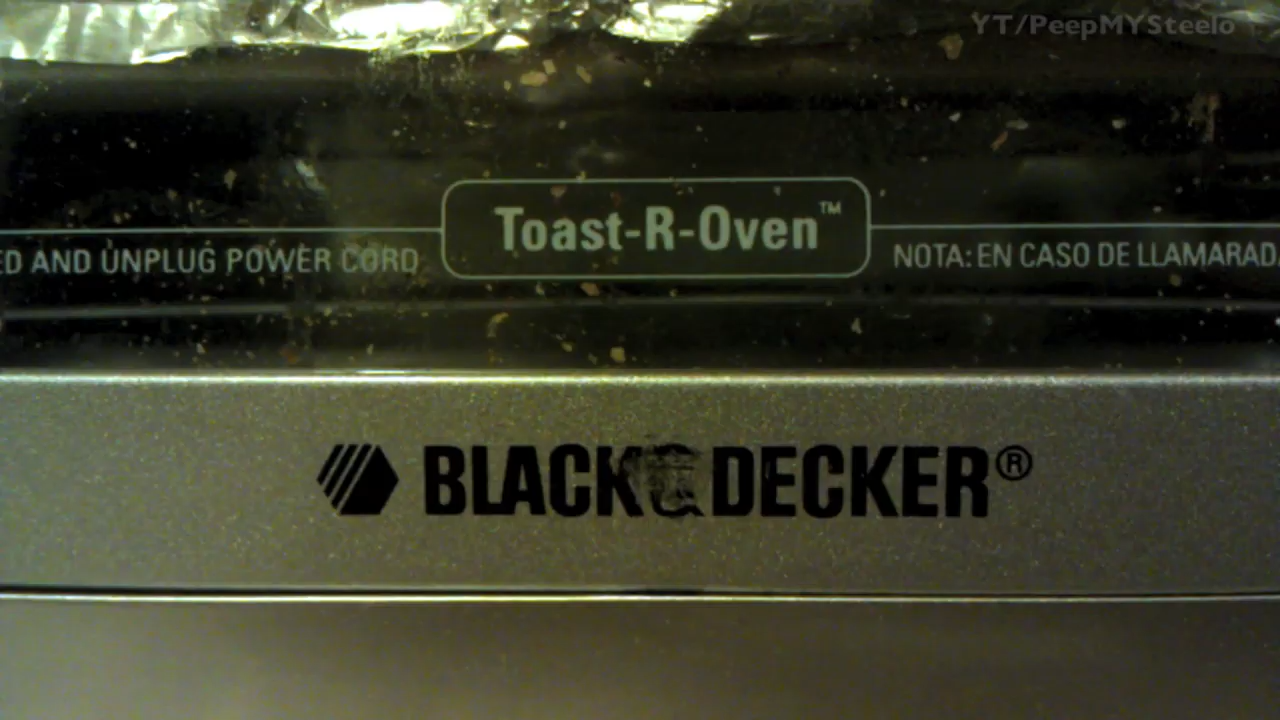 YT/PeepMYSteelo
Toast-R-Oven™
ED AND UNPLUG POWER CORD
NOTA: EN CASO DE LLAMARADA
BLACK & DECKER®